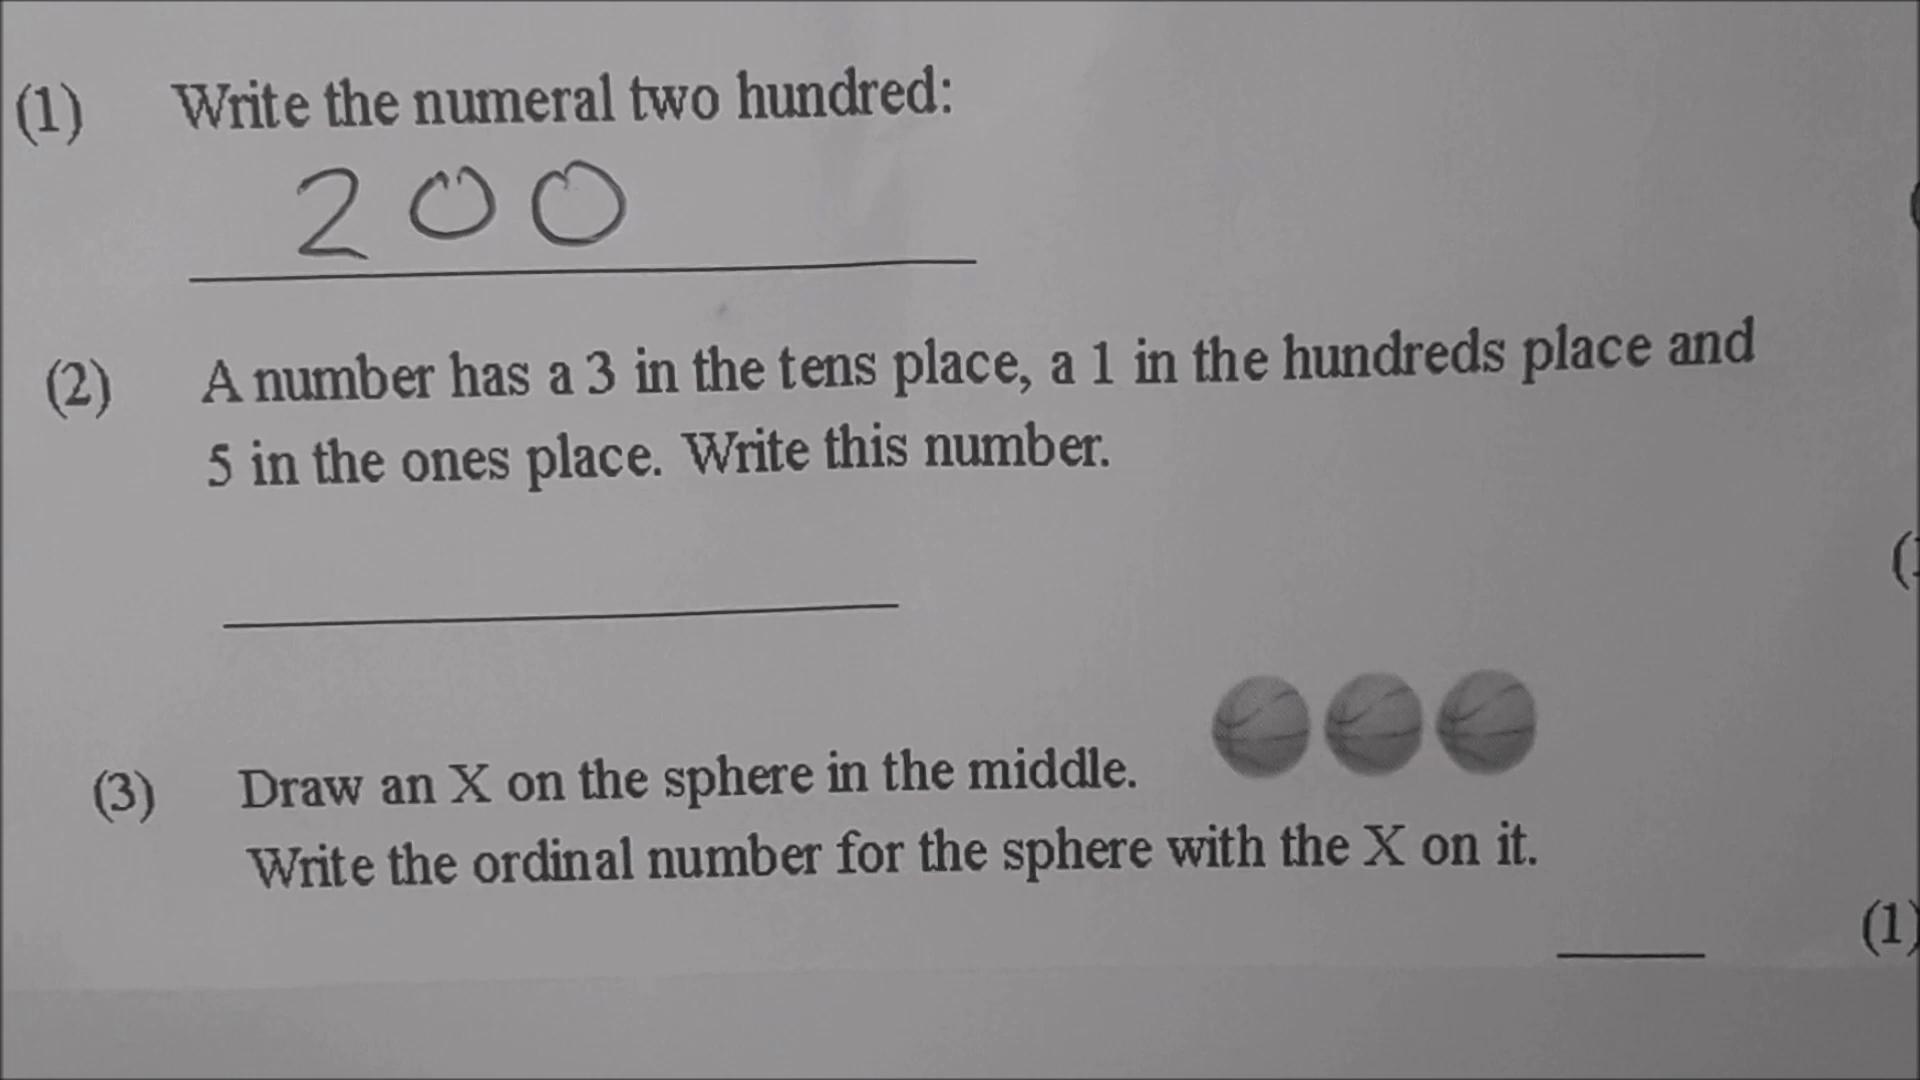 (1) Write the numeral two hundred:
200
(2) A number has a 3 in the tens place, a 1 in the hundreds place and
5 in the ones place. Write this number.
(3) Draw an X on the sphere in the middle.
Write the ordinal number for the sphere with the X on it.
(1)